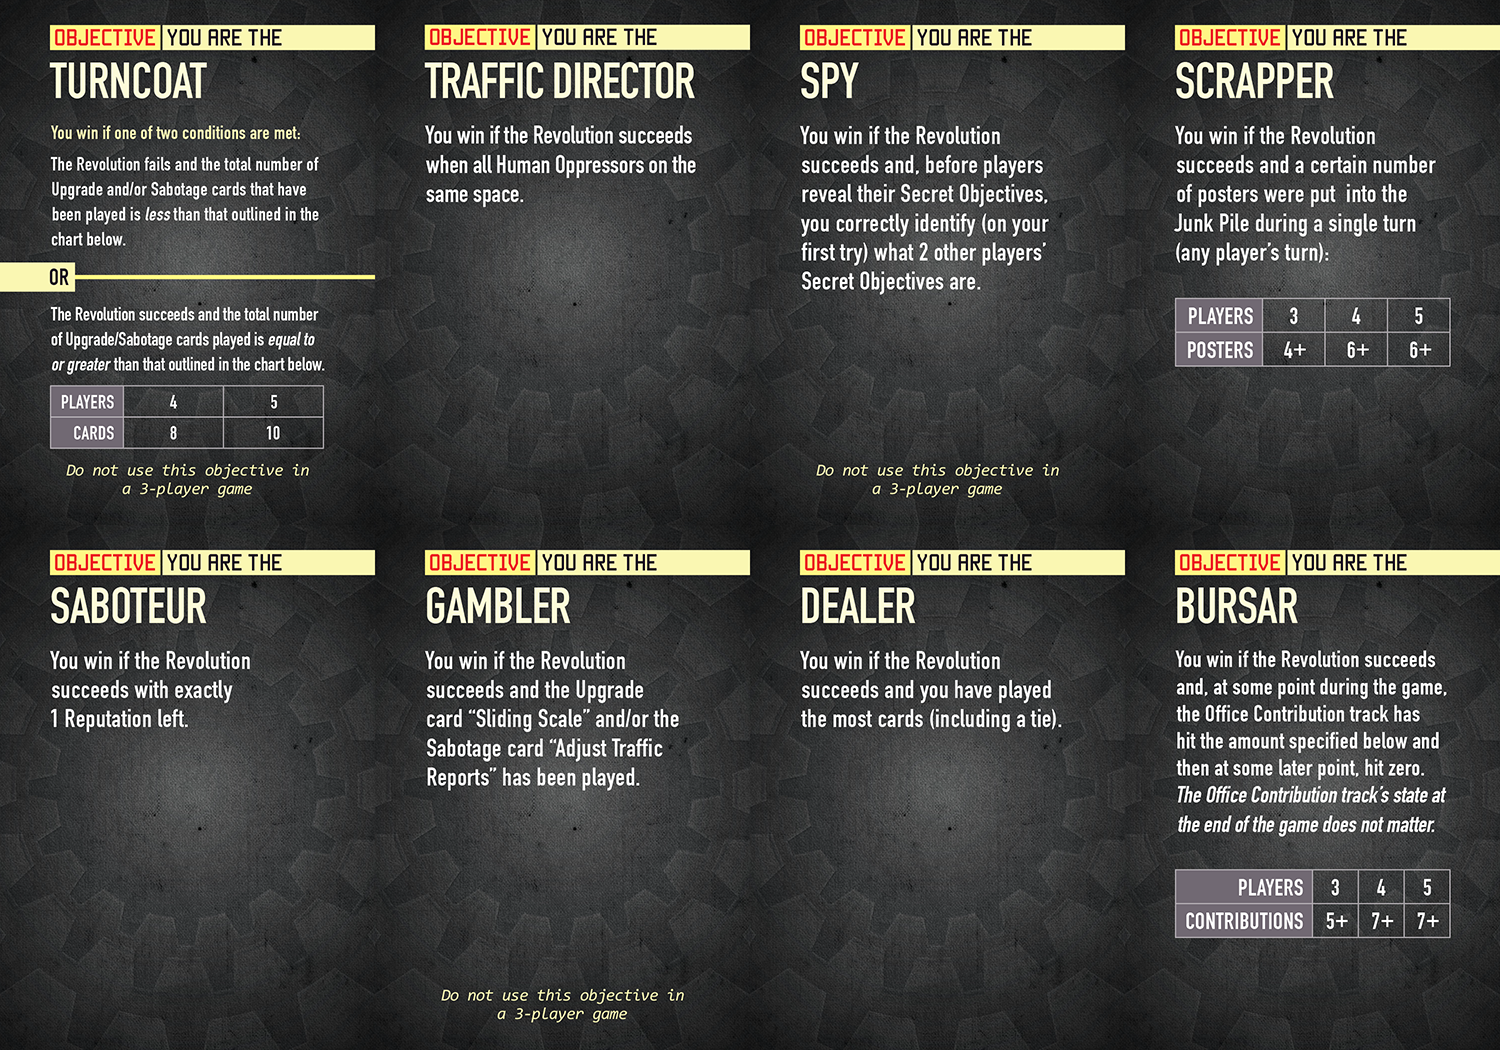 OBJECTIVE YOU ARE THE
TURNCOAT
You win if one of two conditions are met:
The Revolution fails and the total number of
Upgrade and/or Sabotage cards that have
been played is less than that outlined in the
chart below.
OR
The Revolution succeeds and the total number
of Upgrade/Sabotage cards played is equal to
or greater than that outlined in the chart below.
PLAYERS 4 5
CARDS 8 10
Do not use this objective in
a 3-player game
OBJECTIVE YOU ARE THE
TRAFFIC DIRECTOR
You win if the Revolution succeeds
when all Human Oppressors on the
same space.
OBJECTIVE YOU ARE THE
SPY
You win if the Revolution
succeeds and, before players
reveal their Secret Objectives,
you correctly identify (on your
first try) what 2 other players’
Secret Objectives are.
Do not use this objective in
a 3-player game
OBJECTIVE YOU ARE THE
SCRAPPER
You win if the Revolution
succeeds and a certain number
of posters were put into the
Junk Pile during a single turn
(any player’s turn):
PLAYERS 3 4 5
POSTERS 4+ 6+ 6+
OBJECTIVE YOU ARE THE
SABOTEUR
You win if the Revolution
succeeds with exactly
1 Reputation left.
OBJECTIVE YOU ARE THE
GAMBLER
You win if the Revolution
succeeds and the Upgrade
card “Sliding Scale” and/or the
Sabotage card “Adjust Traffic
Reports” has been played.
Do not use this objective in
a 3-player game
OBJECTIVE YOU ARE THE
DEALER
You win if the Revolution
succeeds and you have played
the most cards (including a tie).
OBJECTIVE YOU ARE THE
BURSAR
You win if the Revolution succeeds
and, at some point during the game,
the Office Contribution track has
hit the amount specified below and
then at some later point, hit zero.
The Office Contribution track’s state at
the end of the game does not matter.
PLAYERS 3 4 5
CONTRIBUTIONS 5+ 7+ 7+